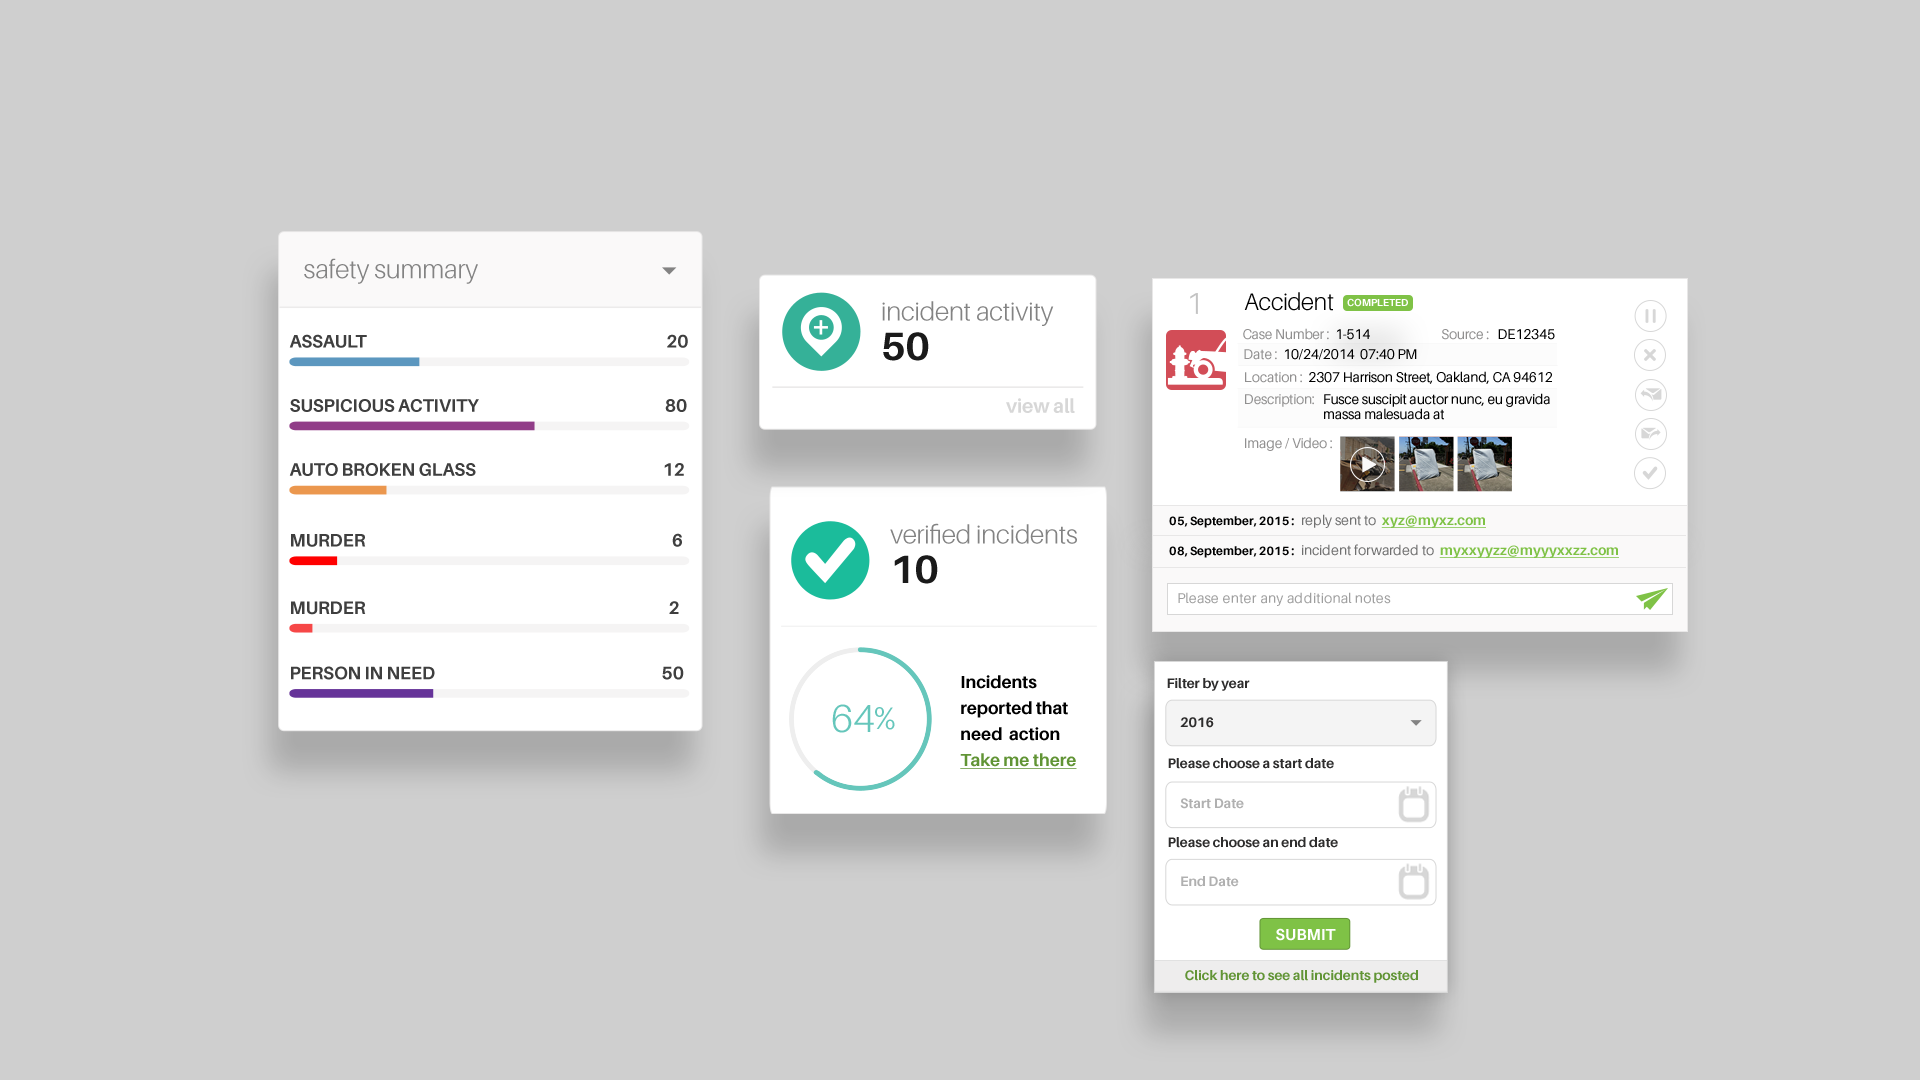 safety summary
ASSAULT 20
SUSPICIOUS ACTIVITY 80
AUTO BROKEN GLASS 12
MURDER 6
MURDER 2
PERSON IN NEED 50
incident activity
50
view all
verified incidents
10
64%
Incidents
reported that
need action
Take me there
1
Accident COMPLETED
Case Number : 1-514 Source : DE12345
Date : 10/24/2014 07:40 PM
Location : 2307 Harrison Street, Oakland, CA 94612
Description: Fusce suscipit auctor nunc, eu gravida
massa malesuada at
Image / Video :
05, September, 2015 : reply sent to xyz@myxz.com
08, September, 2015 : incident forwarded to myxxyyzz@myyyxxzz.com
Please enter any additional notes
Filter by year
2016
Please choose a start date
Start Date
Please choose an end date
End Date
SUBMIT
Click here to see all incidents posted